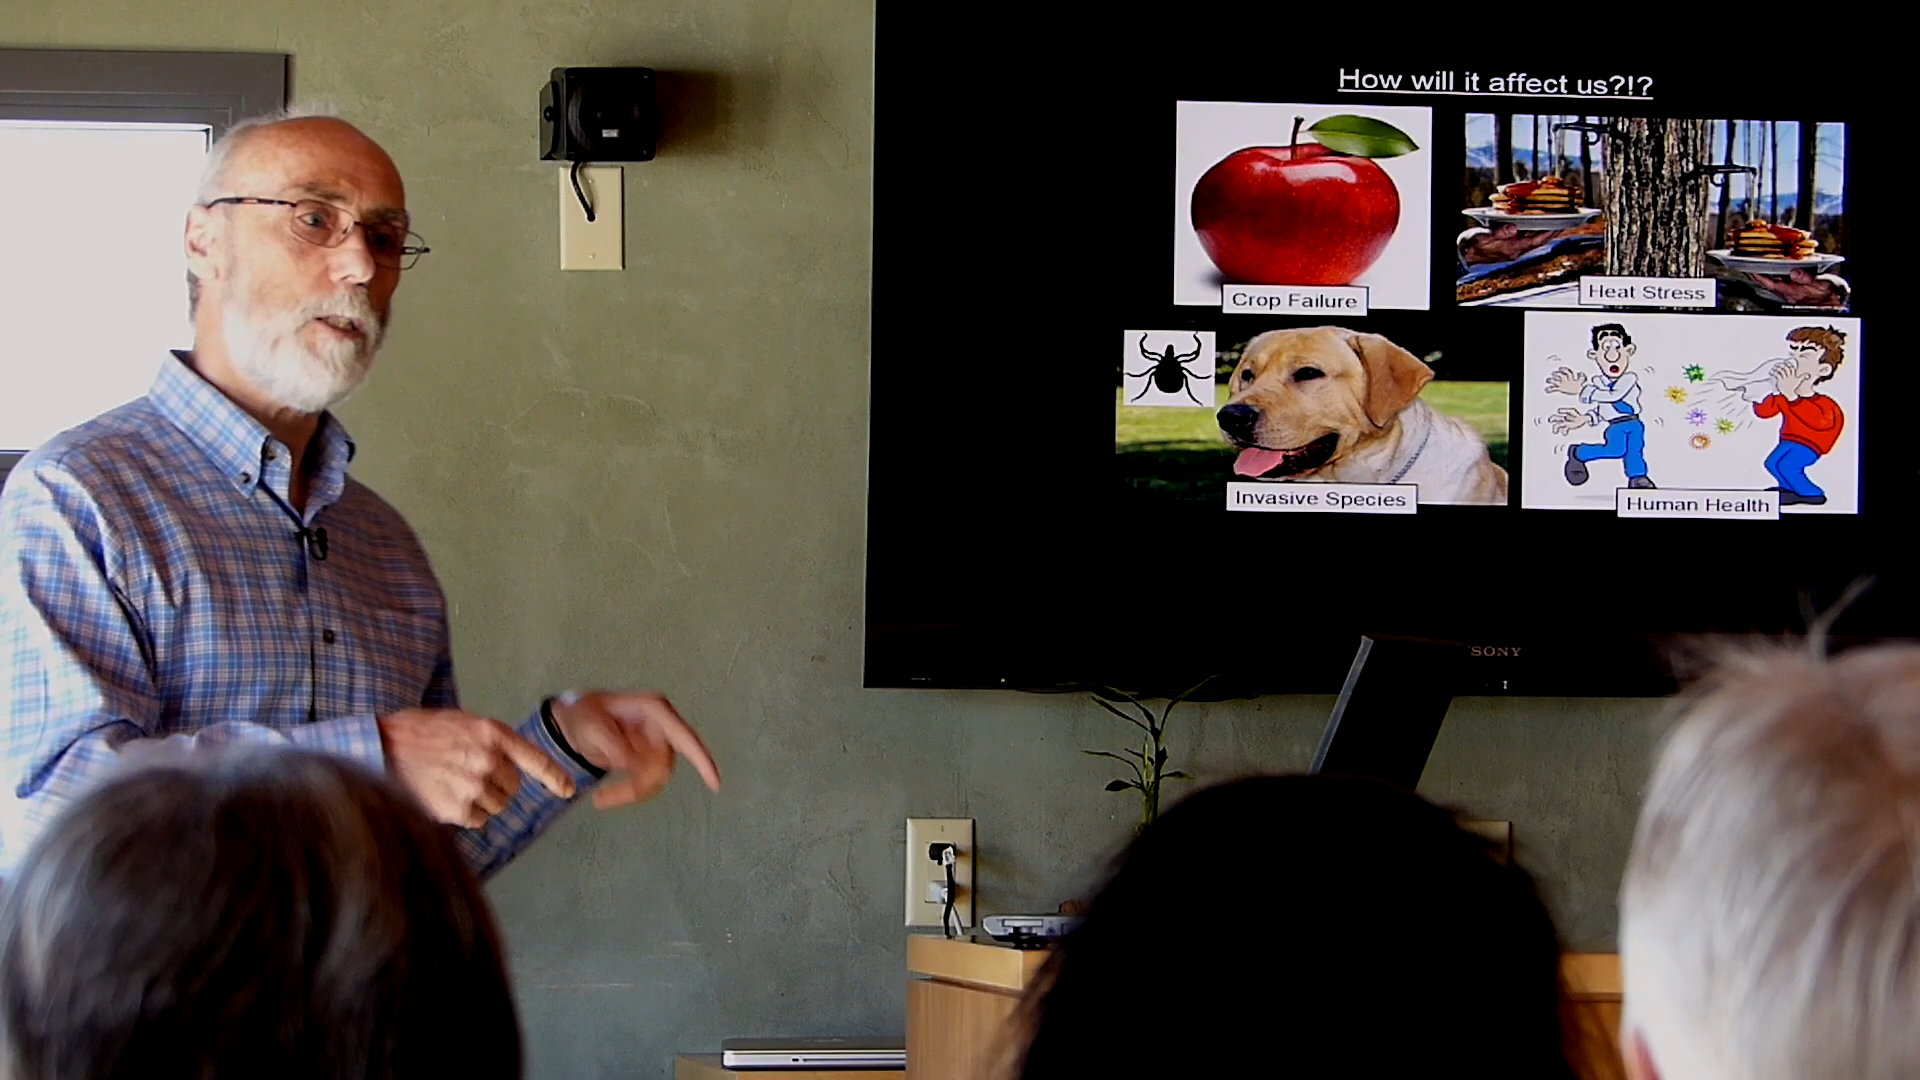 How will it affect us?!?
Crop Failure
Heat Stress
Invasive Species
Human Health
SONY